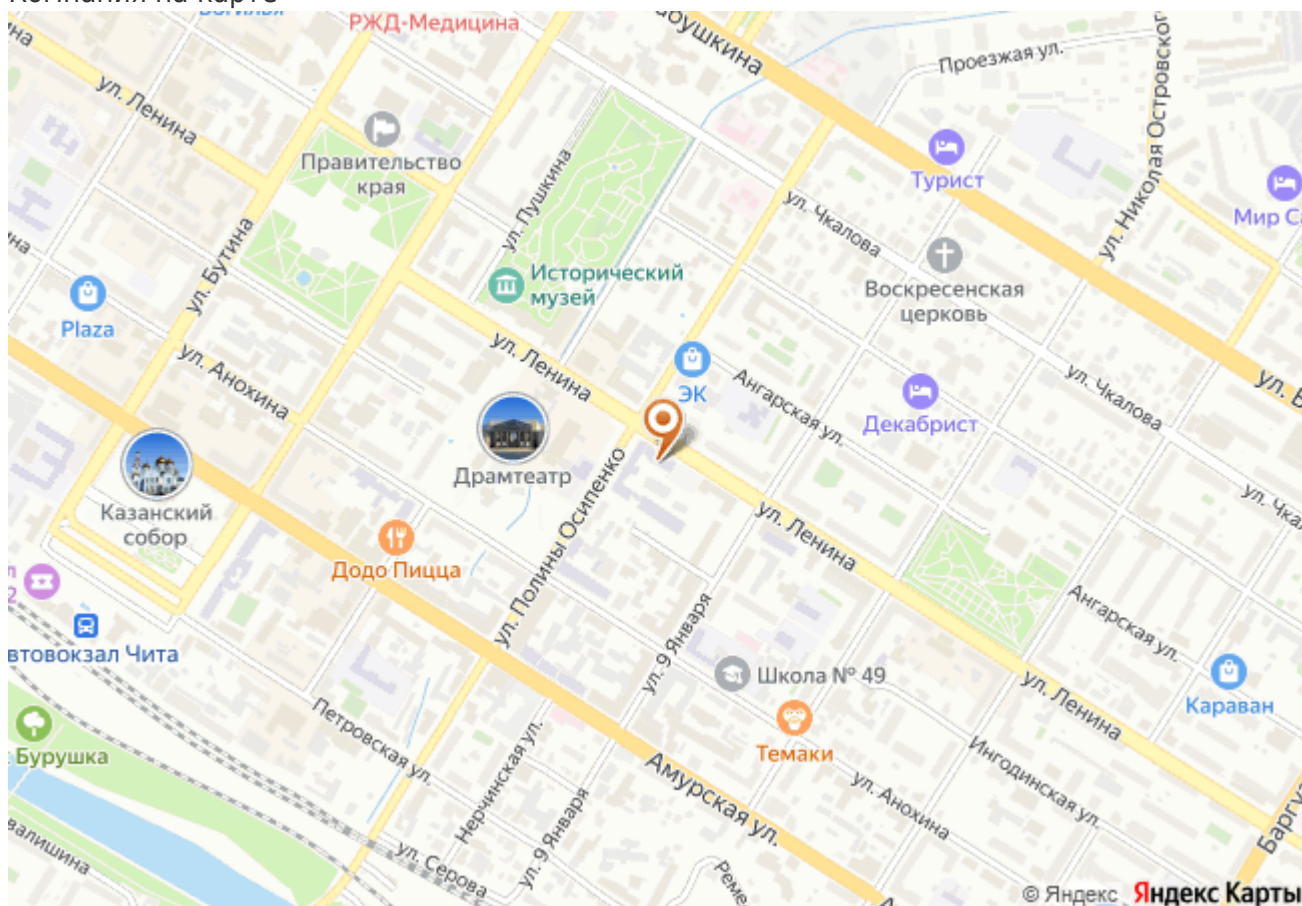 РЖД-Медицина
Проезжая ул.
ул. Николая Островского
ул. Ленина
Правительство
края
ул. Пушкина
Турист
ул. Чкалова
ул. Бутина
Исторический
музей
Воскресенская
церковь
Plaza
ул. Анохина
ул. Ленина
ЭК
Ангарская ул.
Декабрист
ул. Чкалова
Драмтеатр
Казанский
собор
Додо Пицца
ул. Полины Осипенко
ул. Ленина
Ангарская ул.
ул. 9 Января
Школа № 49
Караван
ул. Ленина
Темаки
Петровская ул.
Нерчинская ул.
Бурушка
Амурская ул.
ул. Анохина
Ингодинская ул.
ул. Серова
ул. 9 Января
© Яндекс Яндекс Карты